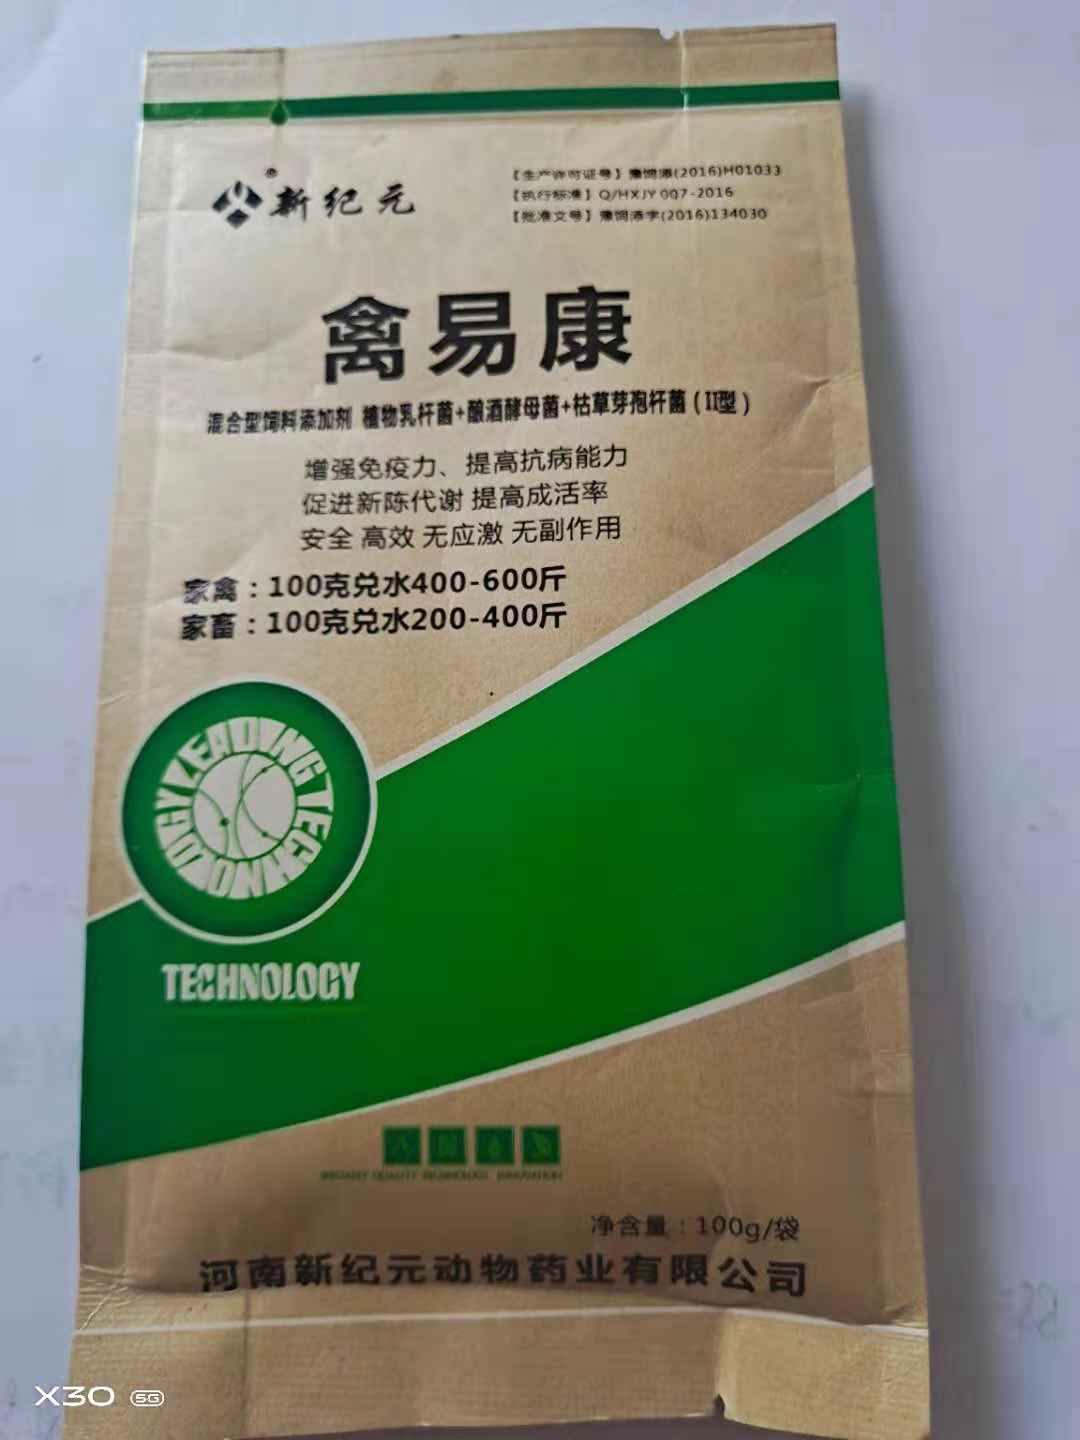 新纪元®
【生产许可证号】豫饲添(2016)H01033
【执行标准】Q/HXJY 007-2016
【批准文号】豫饲添字(2016)134030
禽易康
混合型饲料添加剂 植物乳杆菌+酿酒酵母菌+枯草芽孢杆菌（II型）
增强免疫力、提高抗病能力
促进新陈代谢 提高成活率
安全 高效 无应激 无副作用
家禽：100克兑水400-600斤
家畜：100克兑水200-400斤
LEADING TECHNOLOGY
TECHNOLOGY
QUALITY TECHNOLOGY INNOVATION
净含量：100g/袋
河南新纪元动物药业有限公司
X30 5G